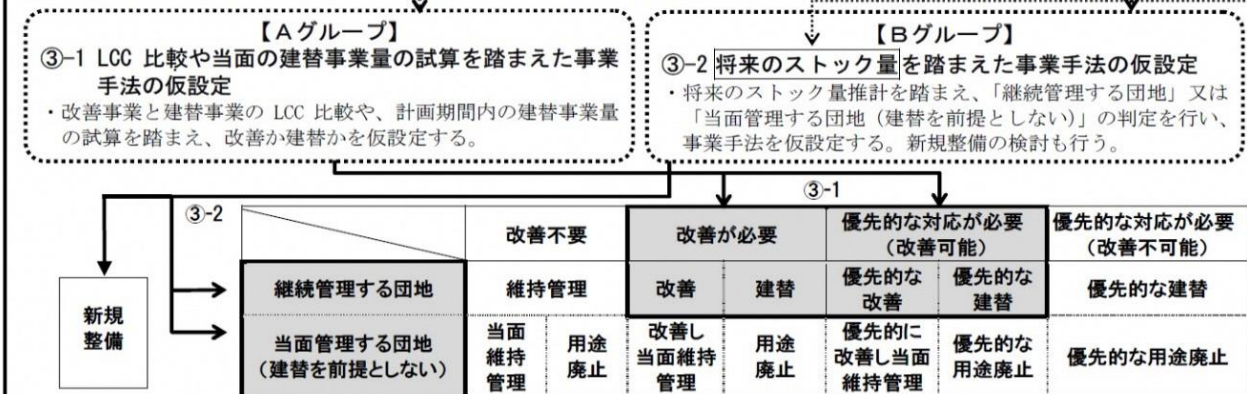 【Aグループ】
③-1 LCC 比較や当面の建替事業量の試算を踏まえた事業
手法の仮設定
・改善事業と建替事業の LCC 比較や、計画期間内の建替事業量
の試算を踏まえ、改善か建替かを仮設定する。
【Bグループ】
③-2 将来のストック量を踏まえた事業手法の仮設定
・将来のストック量推計を踏まえ、「継続管理する団地」又は
「当面管理する団地（建替を前提としない）」の判定を行い、
事業手法を仮設定する。新規整備の検討も行う。
③-1
③-2
改善不要
改善が必要
優先的な対応が必要
（改善可能）
優先的な対応が必要
（改善不可能）
新規
整備
継続管理する団地
維持管理
改善
建替
優先的な
改善
優先的な
建替
優先的な建替
当面管理する団地
（建替を前提としない）
当面
維持
管理
用途
廃止
改善し
当面維持
管理
用途
廃止
優先的に
改善し当面
維持管理
優先的な
用途廃止
優先的な用途廃止